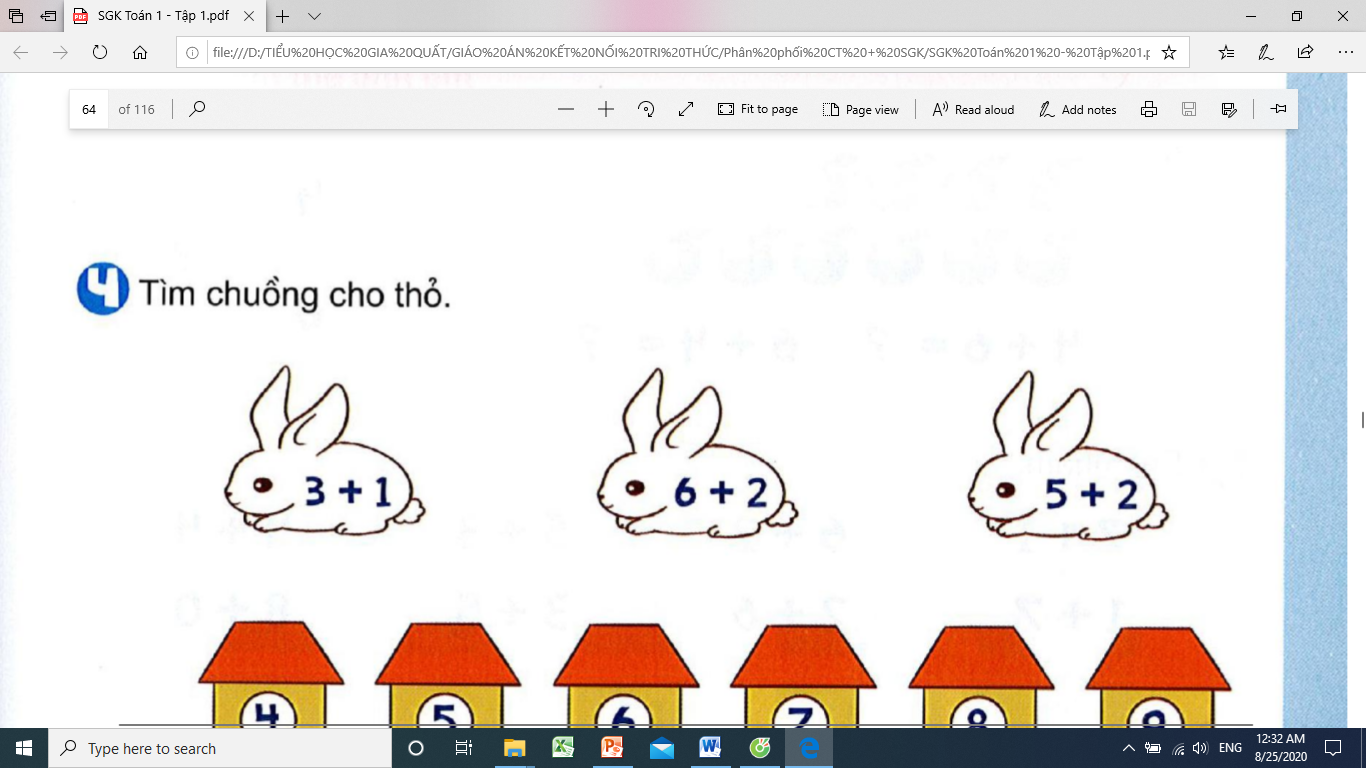 SGK Toán 1 - Tập 1.pdf
file:///D:/TIỂU%20HỌC%20GIA%20QUẤT/GIÁO%20ÁN%20KẾT%20NỐI%20TRI%20THỨC/Phân%20phối%20CT%20+%20SGK/SGK%20Toán%201%20-%20Tập%201.p
64 of 116 Fit to page Page view Read aloud Add notes
4 Tìm chuồng cho thỏ.
3 + 1 6 + 2 5 + 2
4 5 6 7 8 9
Type here to search ENG 12:32 AM
8/25/2020